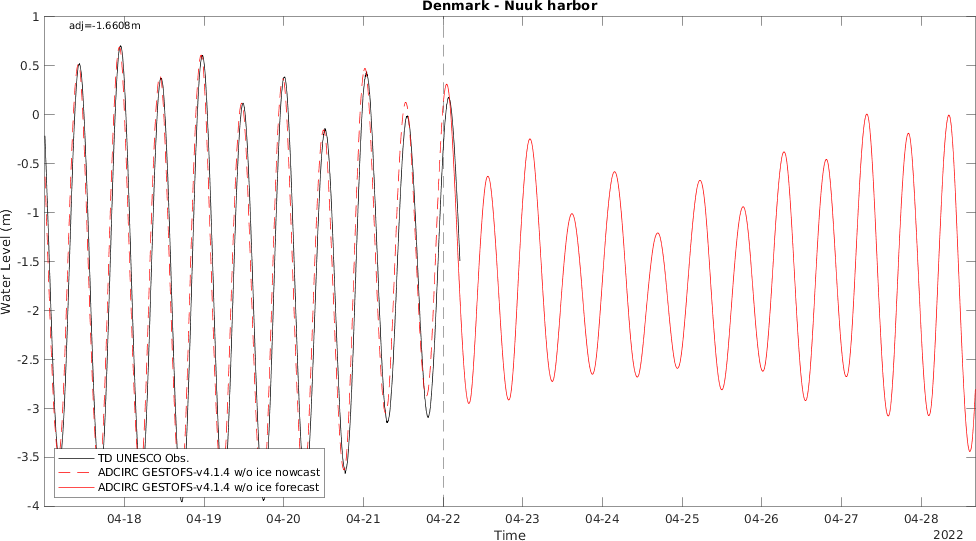 Denmark - Nuuk harbor
adj=-1.6608m
1
0.5
0
-0.5
-1
-1.5
-2
-2.5
-3
-3.5
-4
Water Level (m)
TD UNESCO Obs.
ADCIRC GESTOFS-v4.1.4 w/o ice nowcast
ADCIRC GESTOFS-v4.1.4 w/o ice forecast
04-18 04-19 04-20 04-21 04-22 04-23 04-24 04-25 04-26 04-27 04-28
Time
2022